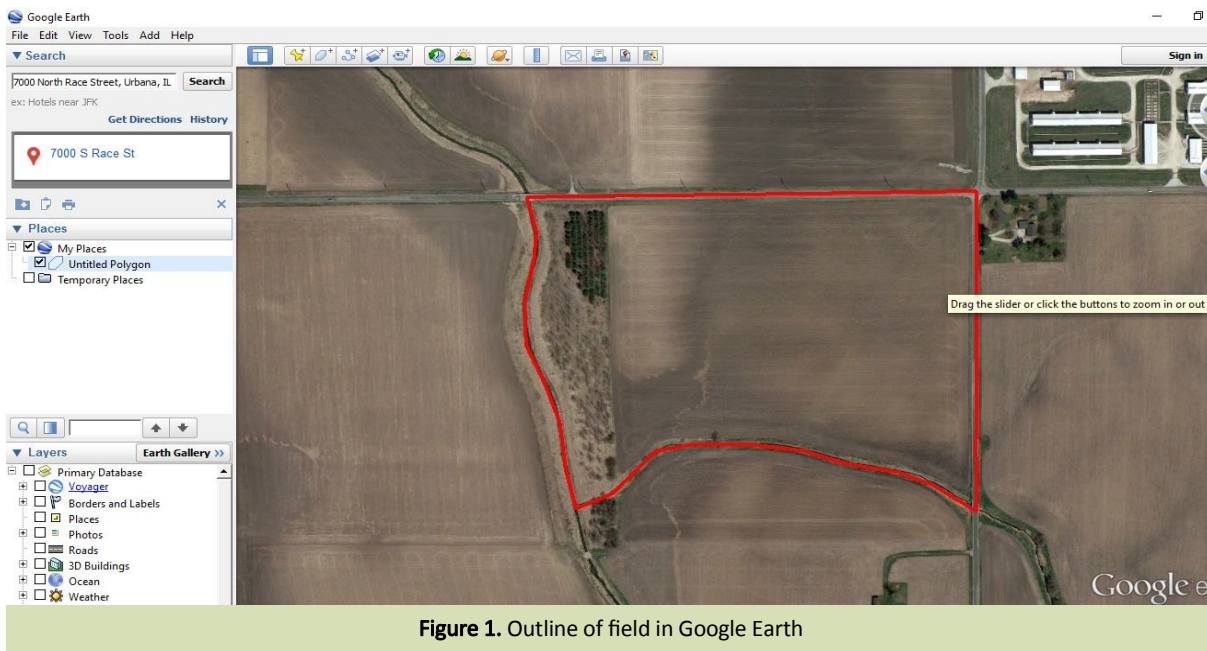 Google Earth
File Edit View Tools Add Help
▼ Search
Sign in
7000 North Race Street, Urbana, IL Search
ex: Hotels near JFK
Get Directions History
7000 S Race St
▼ Places
My Places
Untitled Polygon
Temporary Places
Drag the slider or click the buttons to zoom in or out
▼ Layers Earth Gallery >>
Primary Database
Voyager
Borders and Labels
Places
Photos
Roads
3D Buildings
Ocean
Weather
Google e
Figure 1. Outline of field in Google Earth